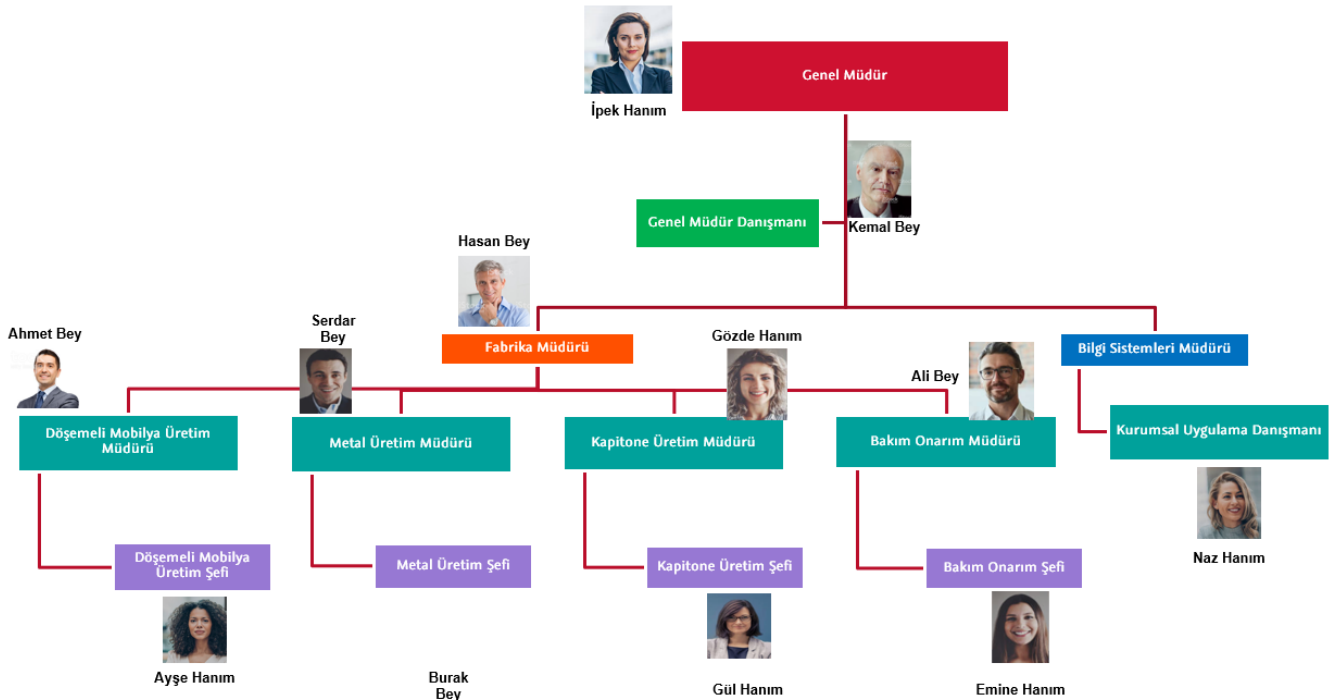 Genel Müdür
İpek Hanım
Genel Müdür Danışmanı
Kemal Bey
Hasan Bey
Ahmet Bey
Serdar
Bey
Fabrika Müdürü
Gözde Hanım
Ali Bey
Bilgi Sistemleri Müdürü
Döşemeli Mobilya Üretim
Müdürü
Metal Üretim Müdürü
Kapitone Üretim Müdürü
Bakım Onarım Müdürü
Kurumsal Uygulama Danışmanı
Naz Hanım
Döşemeli Mobilya
Üretim Şefi
Metal Üretim Şefi
Kapitone Üretim Şefi
Bakım Onarım Şefi
Ayşe Hanım
Burak
Bey
Gül Hanım
Emine Hanım